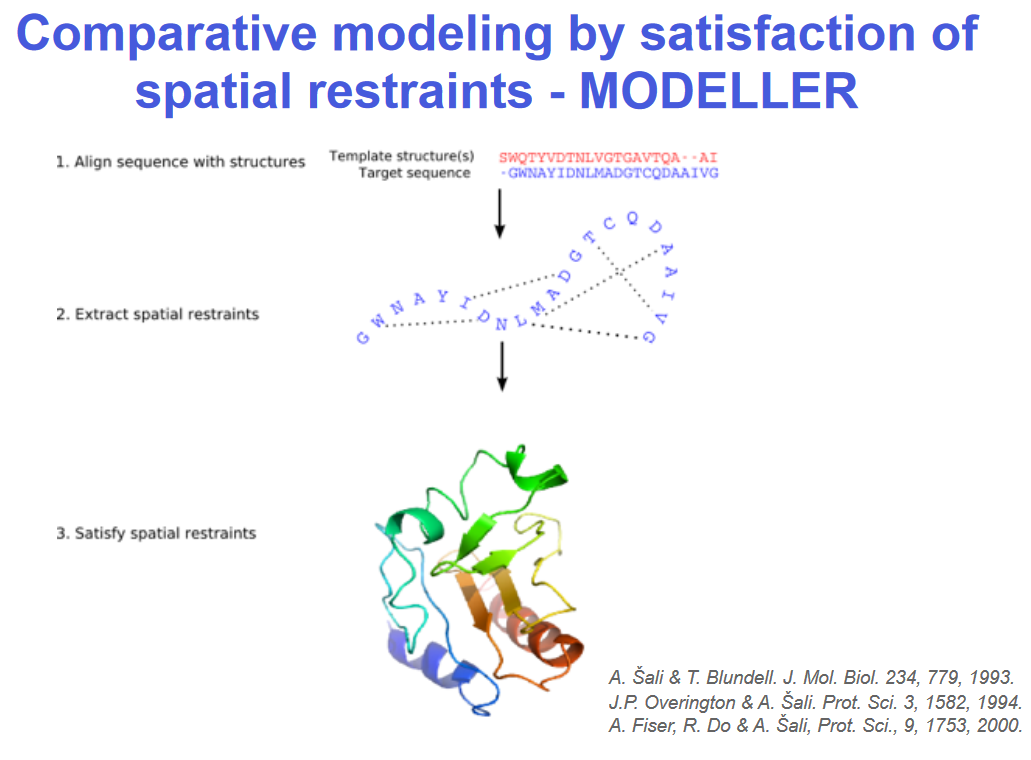 Comparative modeling by satisfaction of
spatial restraints - MODELLER
1. Align sequence with structures
Template structure(s) SWQTYVDTNLVGTGAVTQA--AI
Target sequence -GWNAYIDNLMADGTCQDAAIVG
2. Extract spatial restraints
GWNAYIDNLMADGTCQDAAIVG
3. Satisfy spatial restraints
A. Šali & T. Blundell. J. Mol. Biol. 234, 779, 1993.
J.P. Overington & A. Šali. Prot. Sci. 3, 1582, 1994.
A. Fiser, R. Do & A. Šali, Prot. Sci., 9, 1753, 2000.